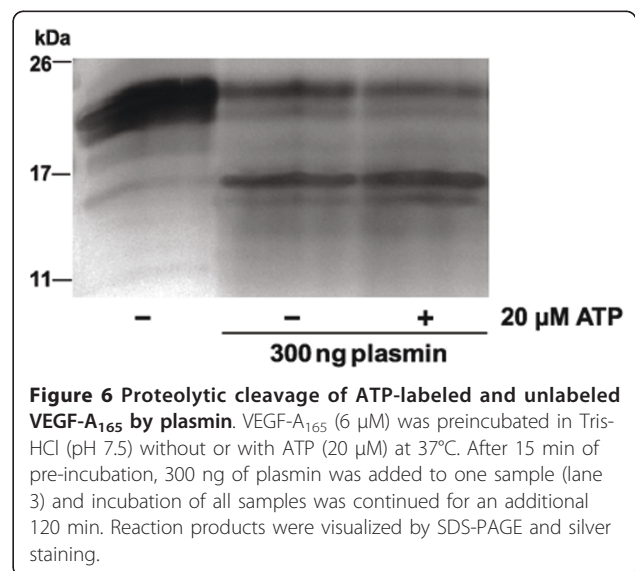 kDa
26
17
11
– – + 20 µM ATP
300 ng plasmin
Figure 6 Proteolytic cleavage of ATP-labeled and unlabeled
VEGF-A165 by plasmin. VEGF-A165 (6 μM) was preincubated in Tris-
HCl (pH 7.5) without or with ATP (20 μM) at 37°C. After 15 min of
pre-incubation, 300 ng of plasmin was added to one sample (lane
3) and incubation of all samples was continued for an additional
120 min. Reaction products were visualized by SDS-PAGE and silver
staining.